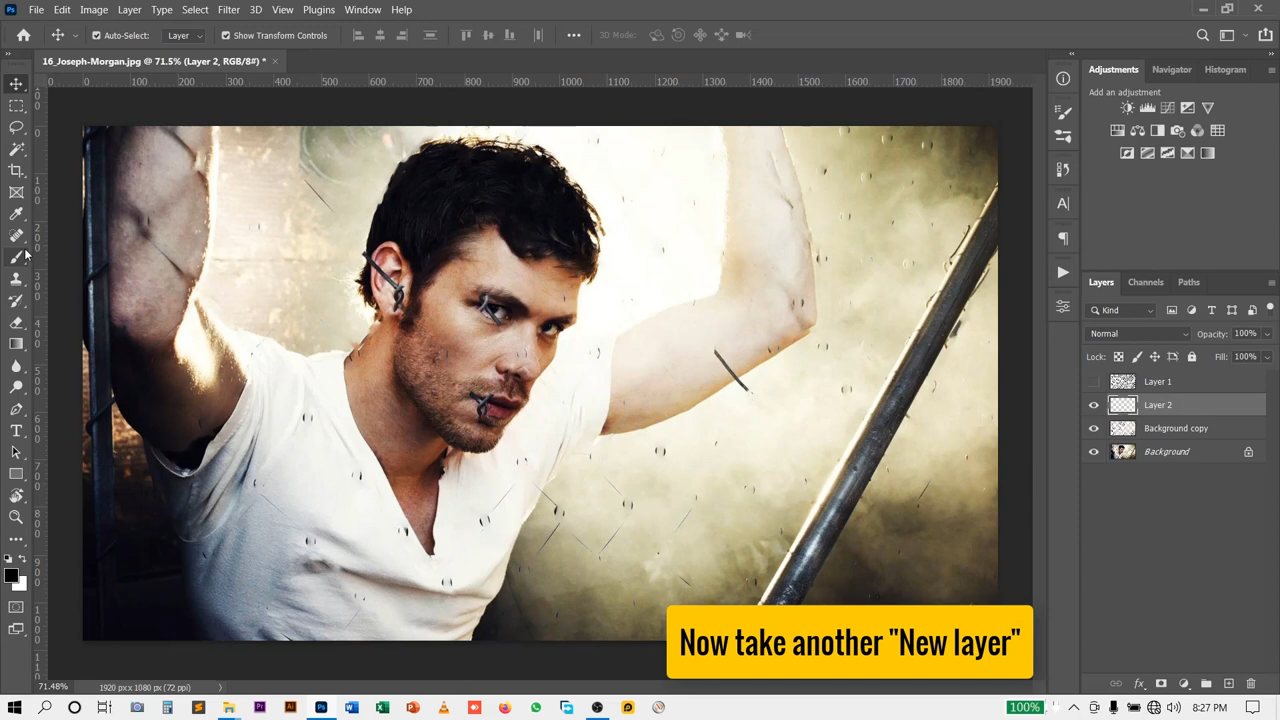 Ps File Edit Image Layer Type Select Filter 3D View Plugins Window Help
Auto-Select: Layer Show Transform Controls 3D Mode:
16_Joseph-Morgan.jpg @ 71.5% (Layer 2, RGB/8#) * ×
0 100 200 300 400 500 600 700 800 900 1000 1100 1200 1300 1400 1500 1600 1700 1800 1900
Adjustments Navigator Histogram
Add an adjustment
Layers Channels Paths
Kind
Normal Opacity: 100%
Lock: Fill: 100%
Layer 1
Layer 2
Background copy
Background
Now take another "New layer"
71.48% 1920 px x 1080 px (72 ppi)
100% 8:27 PM